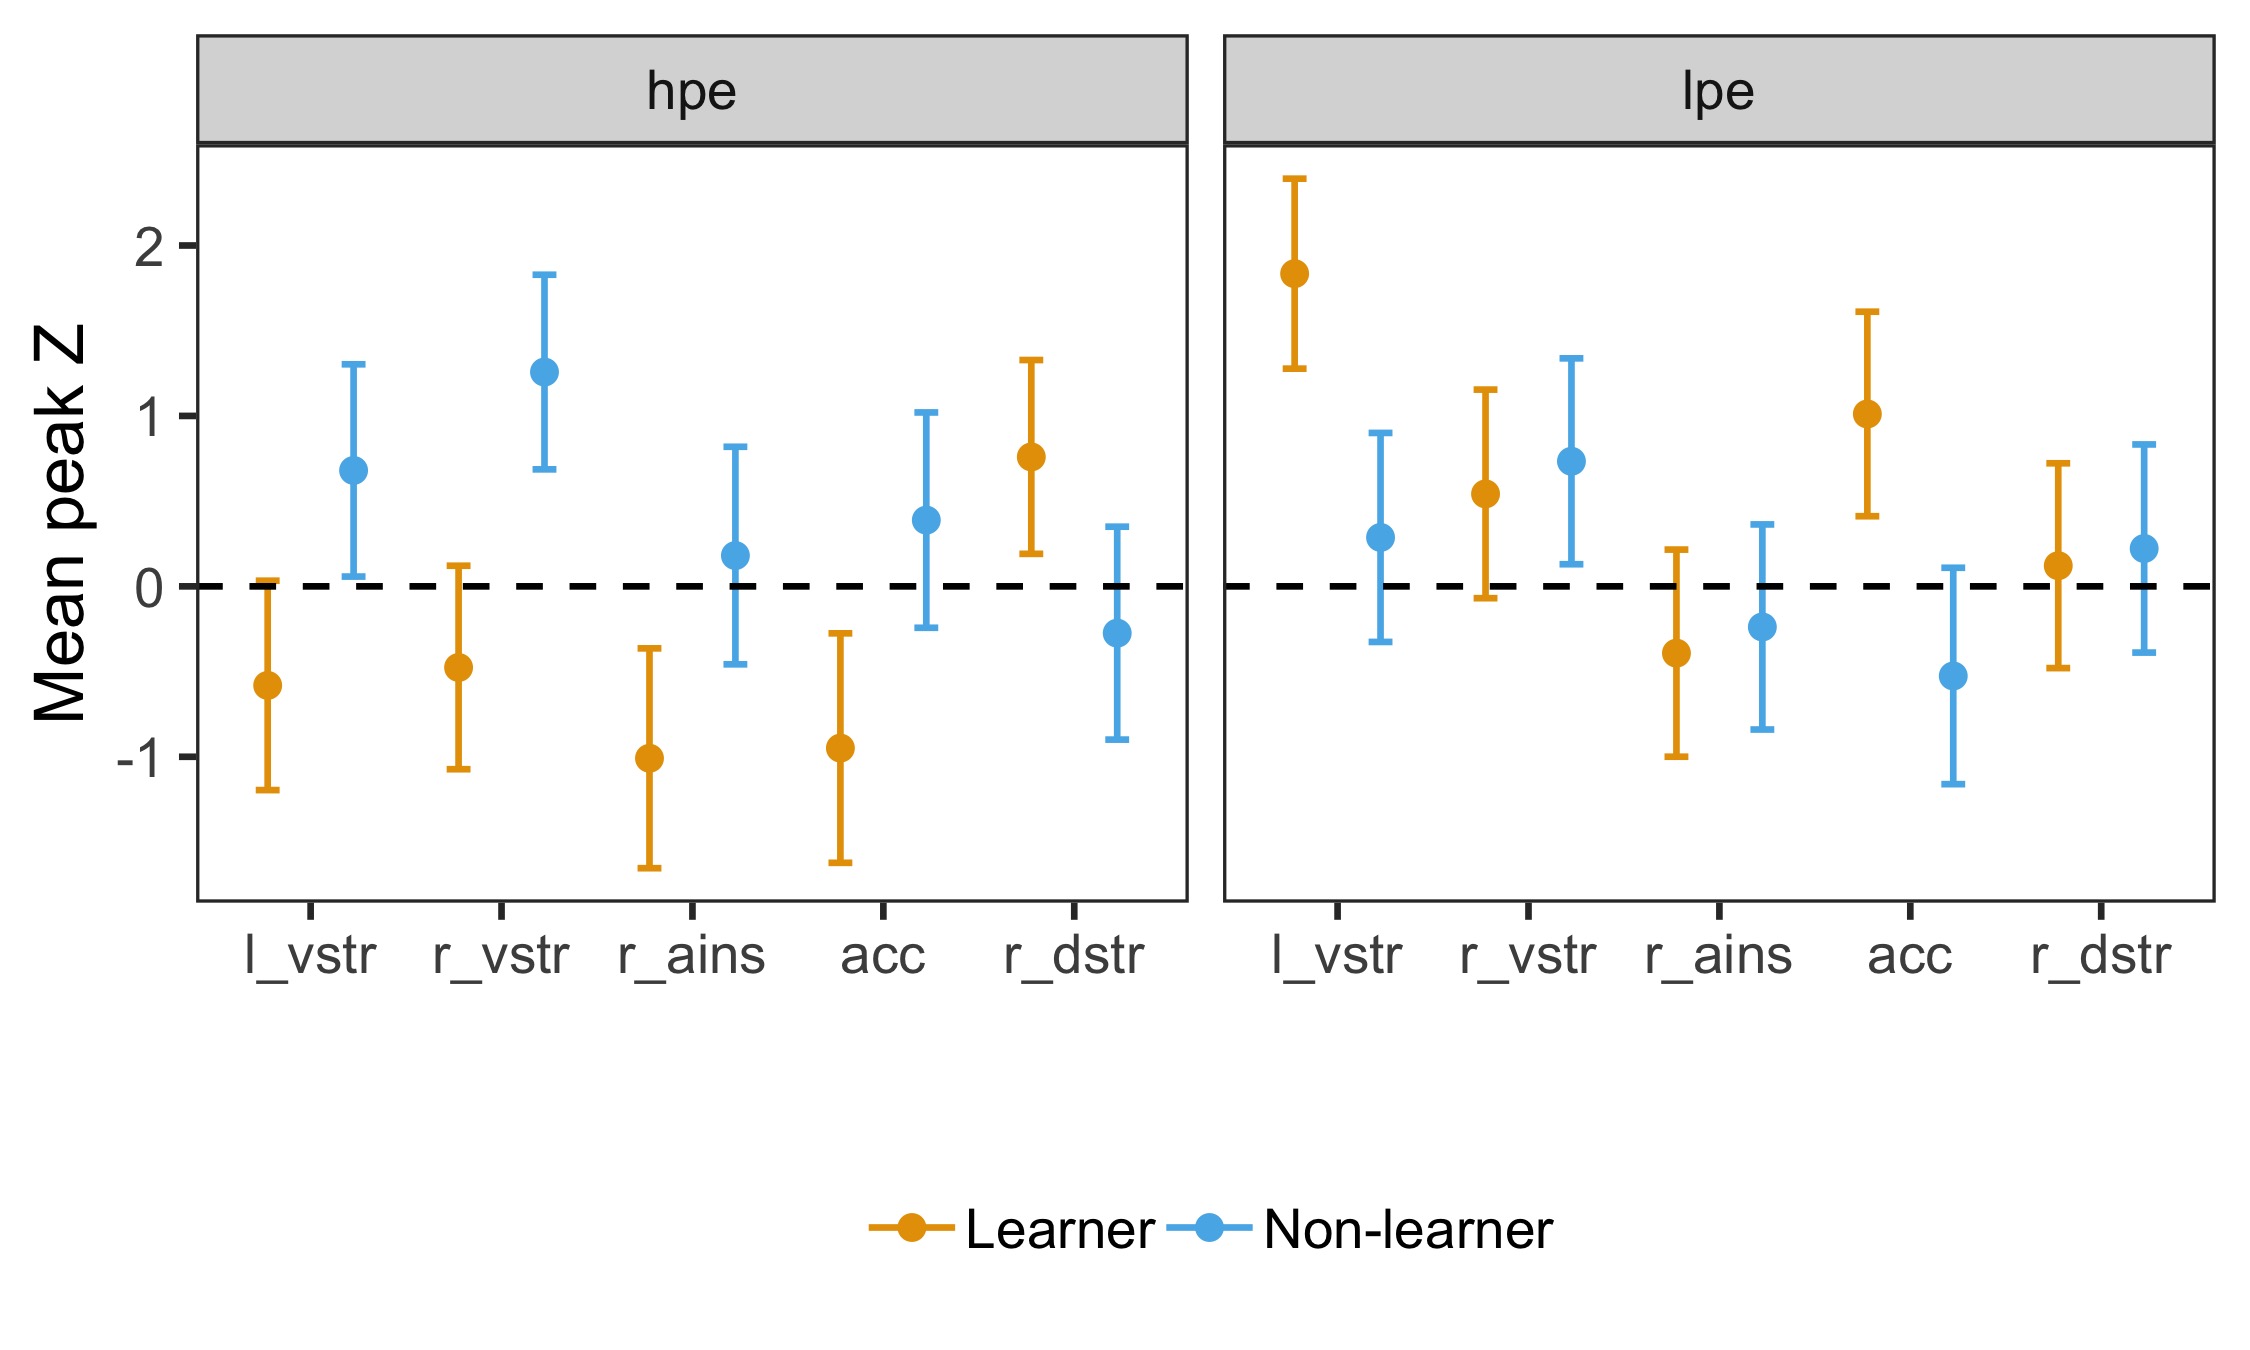 hpe
lpe
Mean peak Z
2
1
0
-1
l_vstr r_vstr r_ains acc r_dstr
l_vstr r_vstr r_ains acc r_dstr
Learner Non-learner